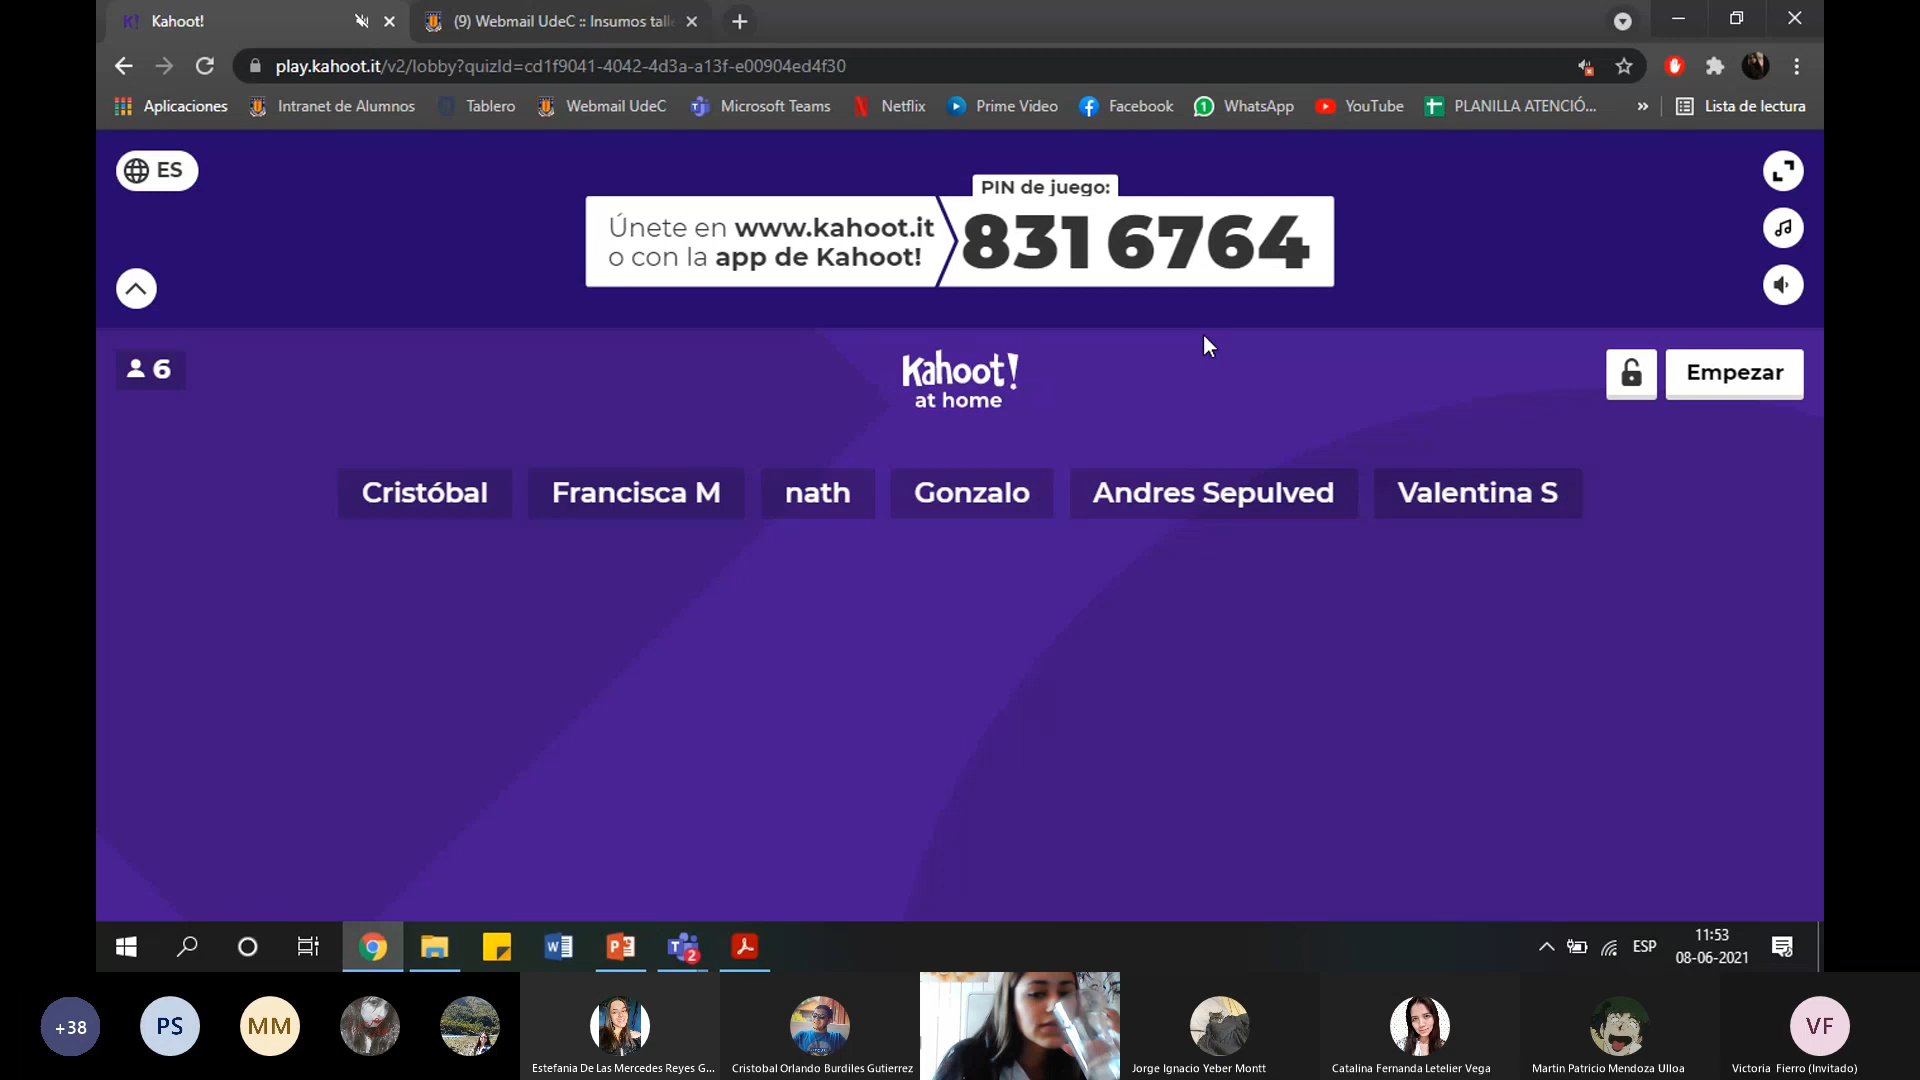 Kahoot!
(9) Webmail UdeC :: Insumos talle
play.kahoot.it/v2/lobby?quizId=cd1f9041-4042-4d3a-a13f-e00904ed4f30
Aplicaciones Intranet de Alumnos Tablero Webmail UdeC Microsoft Teams Netflix Prime Video Facebook WhatsApp YouTube PLANILLA ATENCIÓ... » Lista de lectura
ES
PIN de juego:
Únete en www.kahoot.it
o con la app de Kahoot!
831 6764
6
Kahoot!
at home
Empezar
Cristóbal Francisca M nath Gonzalo Andres Sepulved Valentina S
ESP
11:53
08-06-2021
+38
PS
MM
VF
Estefania De Las Mercedes Reyes G... Cristobal Orlando Burdiles Gutierrez Jorge Ignacio Yeber Montt Catalina Fernanda Letelier Vega Martin Patricio Mendoza Ulloa Victoria Fierro (Invitado)